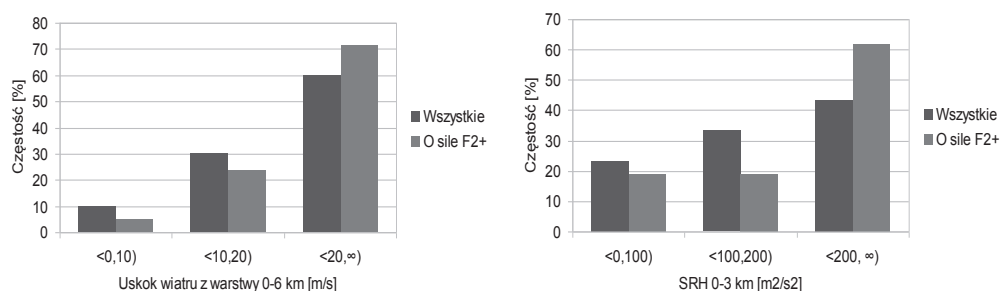 80
70
60
50
40
30
20
10
0
Częstość [%]
<0,10)
<10,20)
<20,∞)
Uskok wiatru z warstwy 0-6 km [m/s]
Wszystkie
O sile F2+
70
60
50
40
30
20
10
0
Częstość [%]
<0,100)
<100,200)
<200, ∞)
SRH 0-3 km [m2/s2]
Wszystkie
O sile F2+